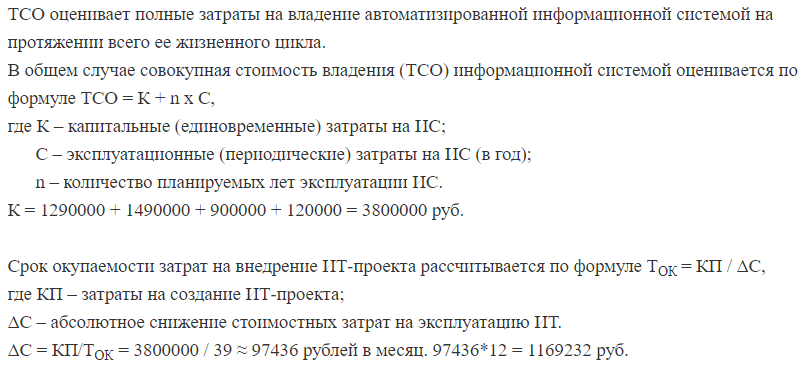 TCO оценивает полные затраты на владение автоматизированной информационной системой на
протяжении всего ее жизненного цикла.
В общем случае совокупная стоимость владения (TCO) информационной системой оценивается по
формуле TCO = K + n x C,
где K – капитальные (единовременные) затраты на ИС;
C – эксплуатационные (периодические) затраты на ИС (в год);
n – количество планируемых лет эксплуатации ИС.
K = 1290000 + 1490000 + 900000 + 120000 = 3800000 руб.
Срок окупаемости затрат на внедрение ИТ-проекта рассчитывается по формуле TОК = КП / ΔC,
где КП – затраты на создание ИТ-проекта;
ΔC – абсолютное снижение стоимостных затрат на эксплуатацию ИТ.
ΔC = КП/TОК = 3800000 / 39 ≈ 97436 рублей в месяц. 97436*12 = 1169232 руб.